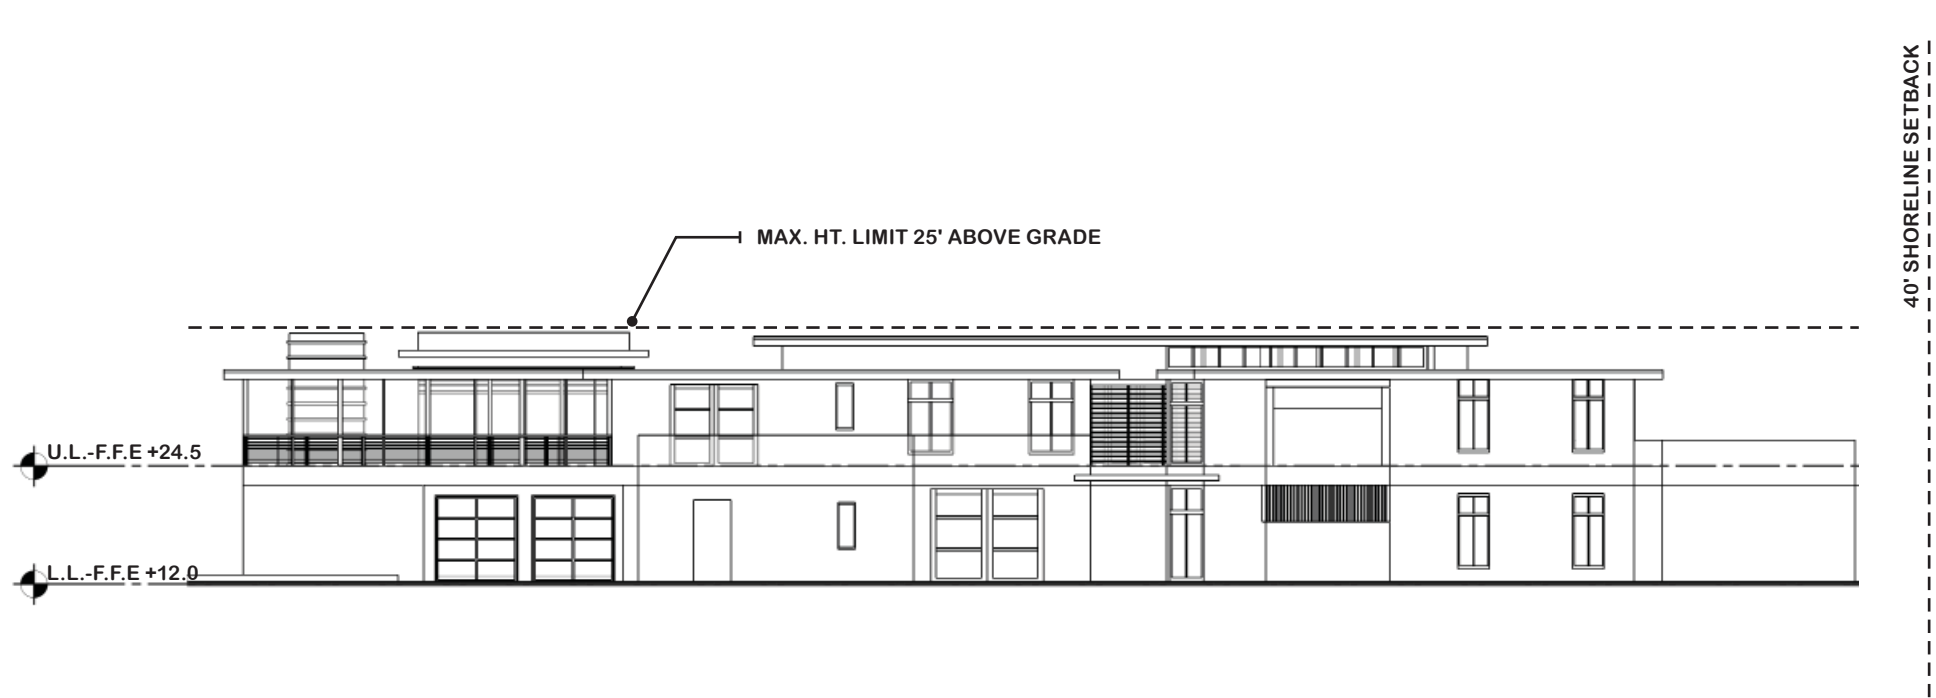 40' SHORELINE SETBACK
MAX. HT. LIMIT 25' ABOVE GRADE
U.L.-F.F.E +24.5
L.L.-F.F.E +12.0